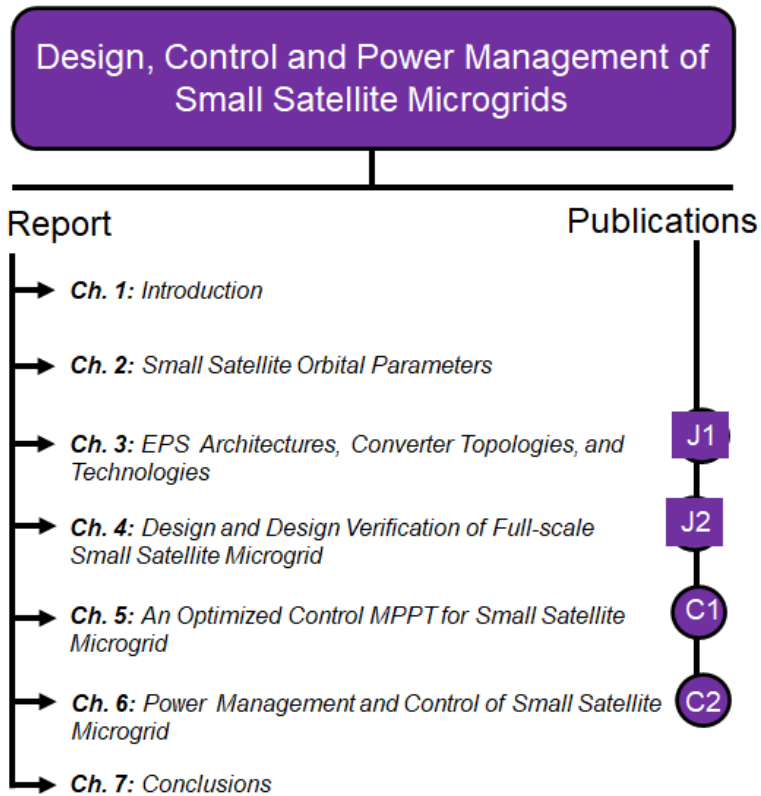 Design, Control and Power Management of
Small Satellite Microgrids
Report
Publications
Ch. 1: Introduction
Ch. 2: Small Satellite Orbital Parameters
Ch. 3: EPS Architectures, Converter Topologies, and
Technologies
J1
Ch. 4: Design and Design Verification of Full-scale
Small Satellite Microgrid
J2
Ch. 5: An Optimized Control MPPT for Small Satellite
Microgrid
C1
Ch. 6: Power Management and Control of Small Satellite
Microgrid
C2
Ch. 7: Conclusions